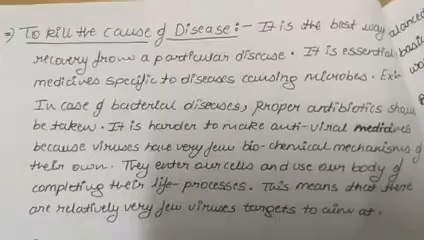 ⇒ To kill the cause of Disease :- It is the best way alanced
recovery from a particular disease. It is essential, basic
medicines specific to diseases causing microbes. Ex:
In case of bacterial diseases, proper antibiotics
be taken. It is harder to make anti-viral medicines
because viruses have very few bio-chemical mechanisms of
their own. They enter our cells and use our body of
completing their life-processes. This means that there
are relatively very few viruses targets to aim at.